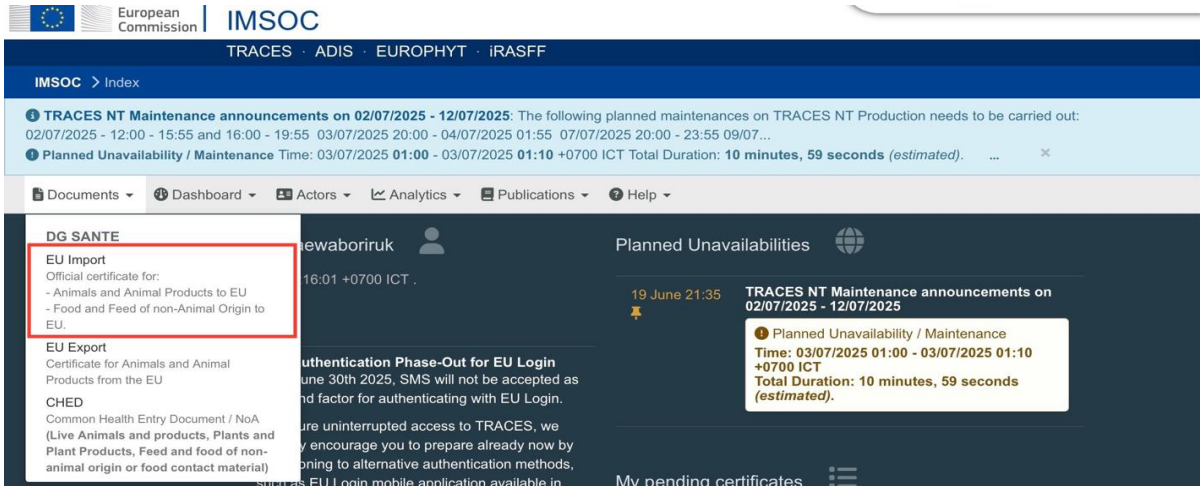 European
Commission
IMSOC
TRACES · ADIS · EUROPHYT · iRASFF
IMSOC > Index
TRACES NT Maintenance announcements on 02/07/2025 - 12/07/2025: The following planned maintenances on TRACES NT Production needs to be carried out:
02/07/2025 - 12:00 - 15:55 and 16:00 - 19:55 03/07/2025 20:00 - 04/07/2025 01:55 07/07/2025 20:00 - 23:55 09/07...
Planned Unavailability / Maintenance Time: 03/07/2025 01:00 - 03/07/2025 01:10 +0700 ICT Total Duration: 10 minutes, 59 seconds (estimated). ... ×
Documents Dashboard Actors Analytics Publications Help
DG SANTE
EU Import
Official certificate for:
- Animals and Animal Products to EU
- Food and Feed of non-Animal Origin to
EU.
EU Export
Certificate for Animals and Animal
Products from the EU
CHED
Common Health Entry Document / NoA
(Live Animals and products, Plants and
Plant Products, Feed and food of non-
animal origin or food contact material)
aewaboriruk
16:01 +0700 ICT .
uthentication Phase-Out for EU Login
une 30th 2025, SMS will not be accepted as
nd factor for authenticating with EU Login.
ure uninterrupted access to TRACES, we
y encourage you to prepare already now by
oning to alternative authentication methods,
such as EU Login mobile application available in
Planned Unavailabilities
19 June 21:35
TRACES NT Maintenance announcements on
02/07/2025 - 12/07/2025
Planned Unavailability / Maintenance
Time: 03/07/2025 01:00 - 03/07/2025 01:10
+0700 ICT
Total Duration: 10 minutes, 59 seconds
(estimated).
My pending certificates